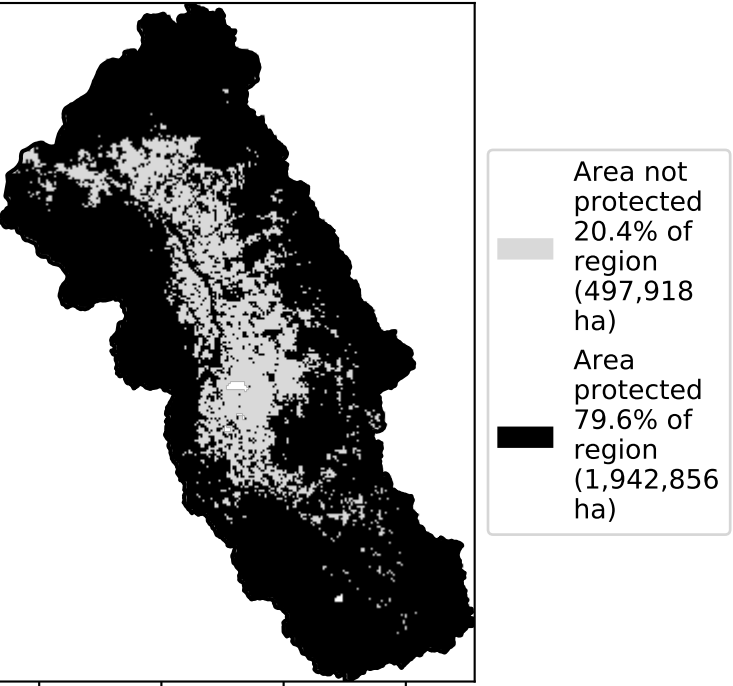 Area not
protected
20.4% of
region
(497,918
ha)
Area
protected
79.6% of
region
(1,942,856
ha)